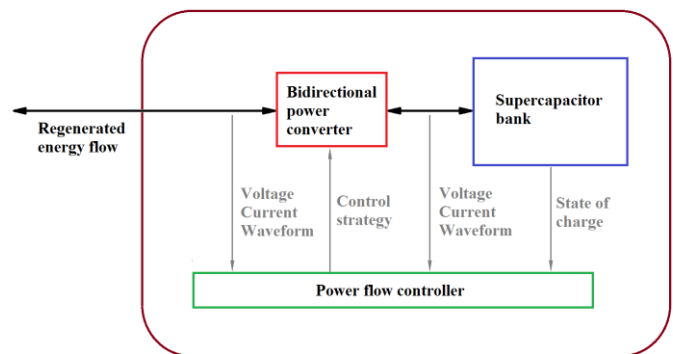 Bidirectional
power
converter
Supercapacitor
bank
Regenerated
energy flow
Voltage
Current
Waveform
Control
strategy
Voltage
Current
Waveform
State of
charge
Power flow controller